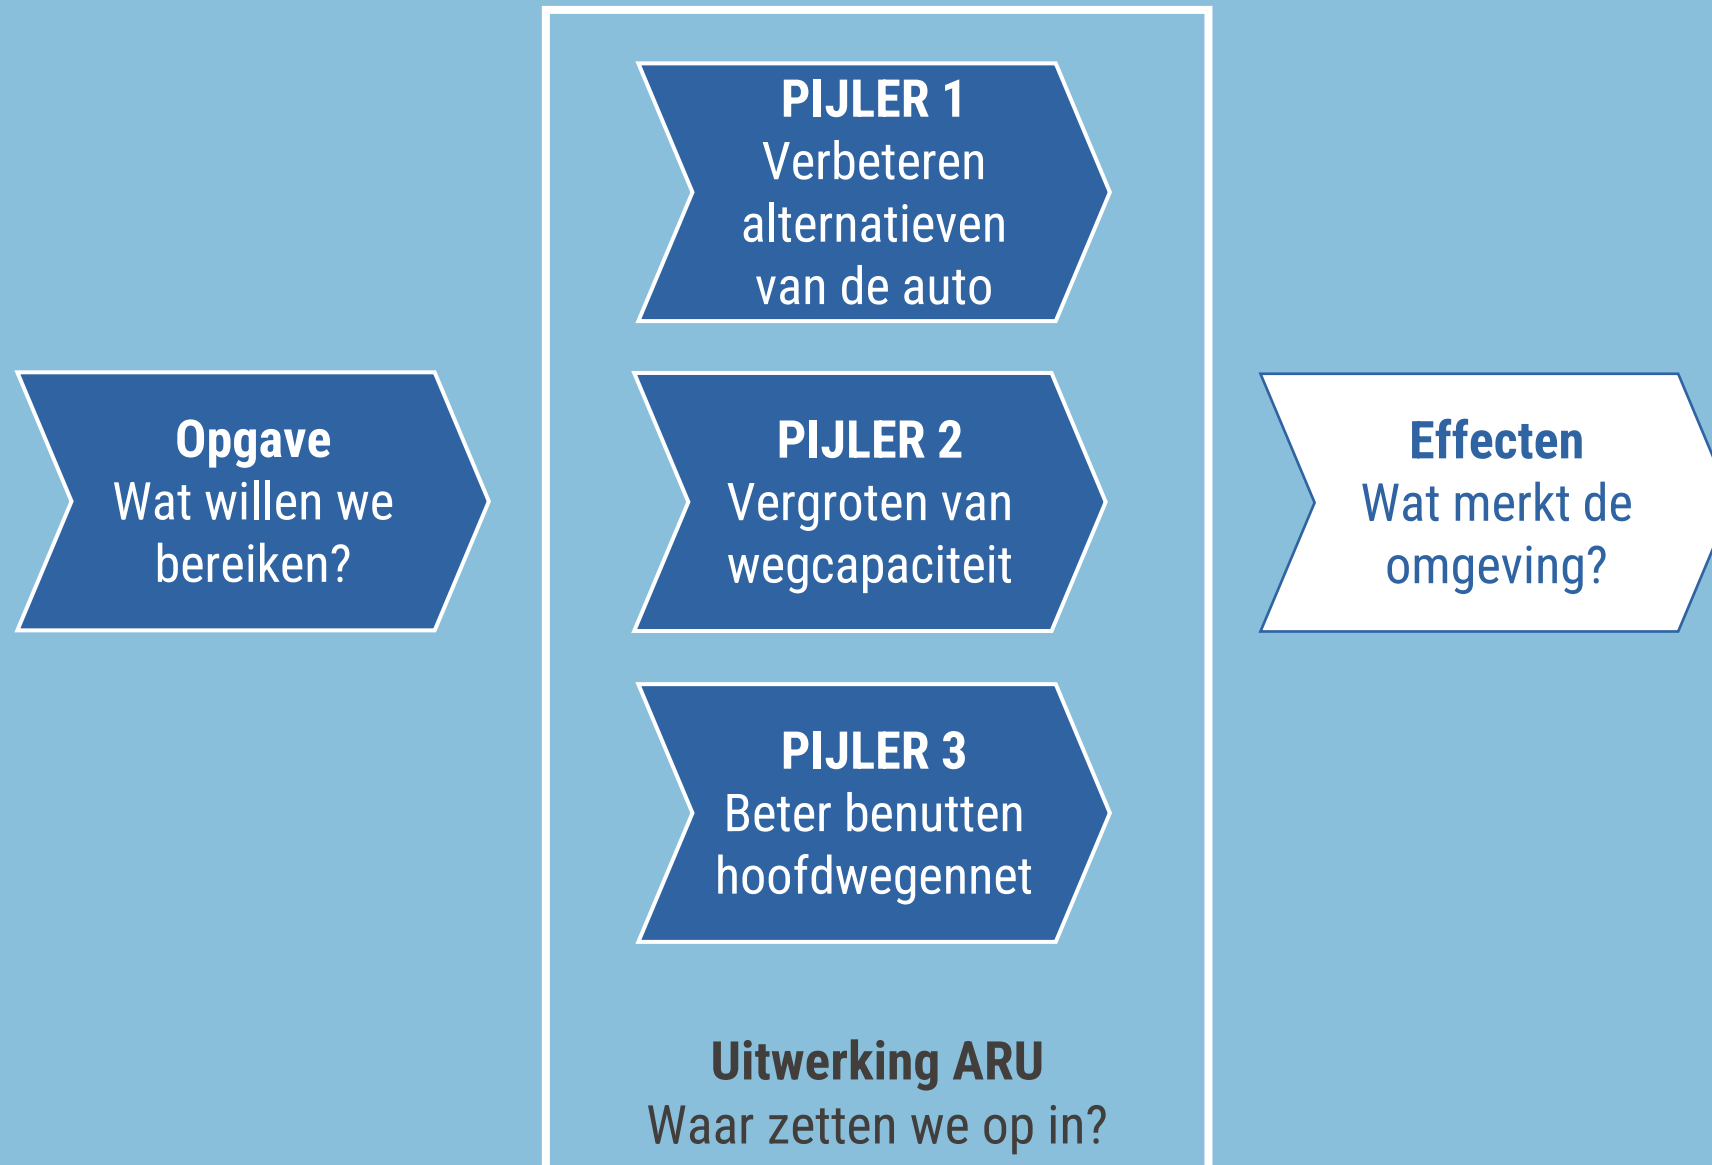 Opgave
Wat willen we
bereiken?
PIJLER 1
Verbeteren
alternatieven
van de auto
PIJLER 2
Vergroten van
wegcapaciteit
PIJLER 3
Beter benutten
hoofdwegennet
Uitwerking ARU
Waar zetten we op in?
Effecten
Wat merkt de
omgeving?